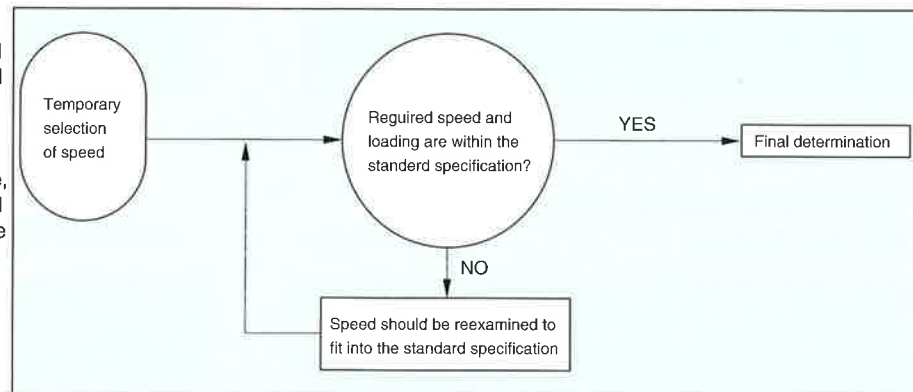 Temporary
selection
of speed
Reguired speed and
loading are within the
standerd specification?
YES
Final determination
NO
Speed should be reexamined to
fit into the standard specification